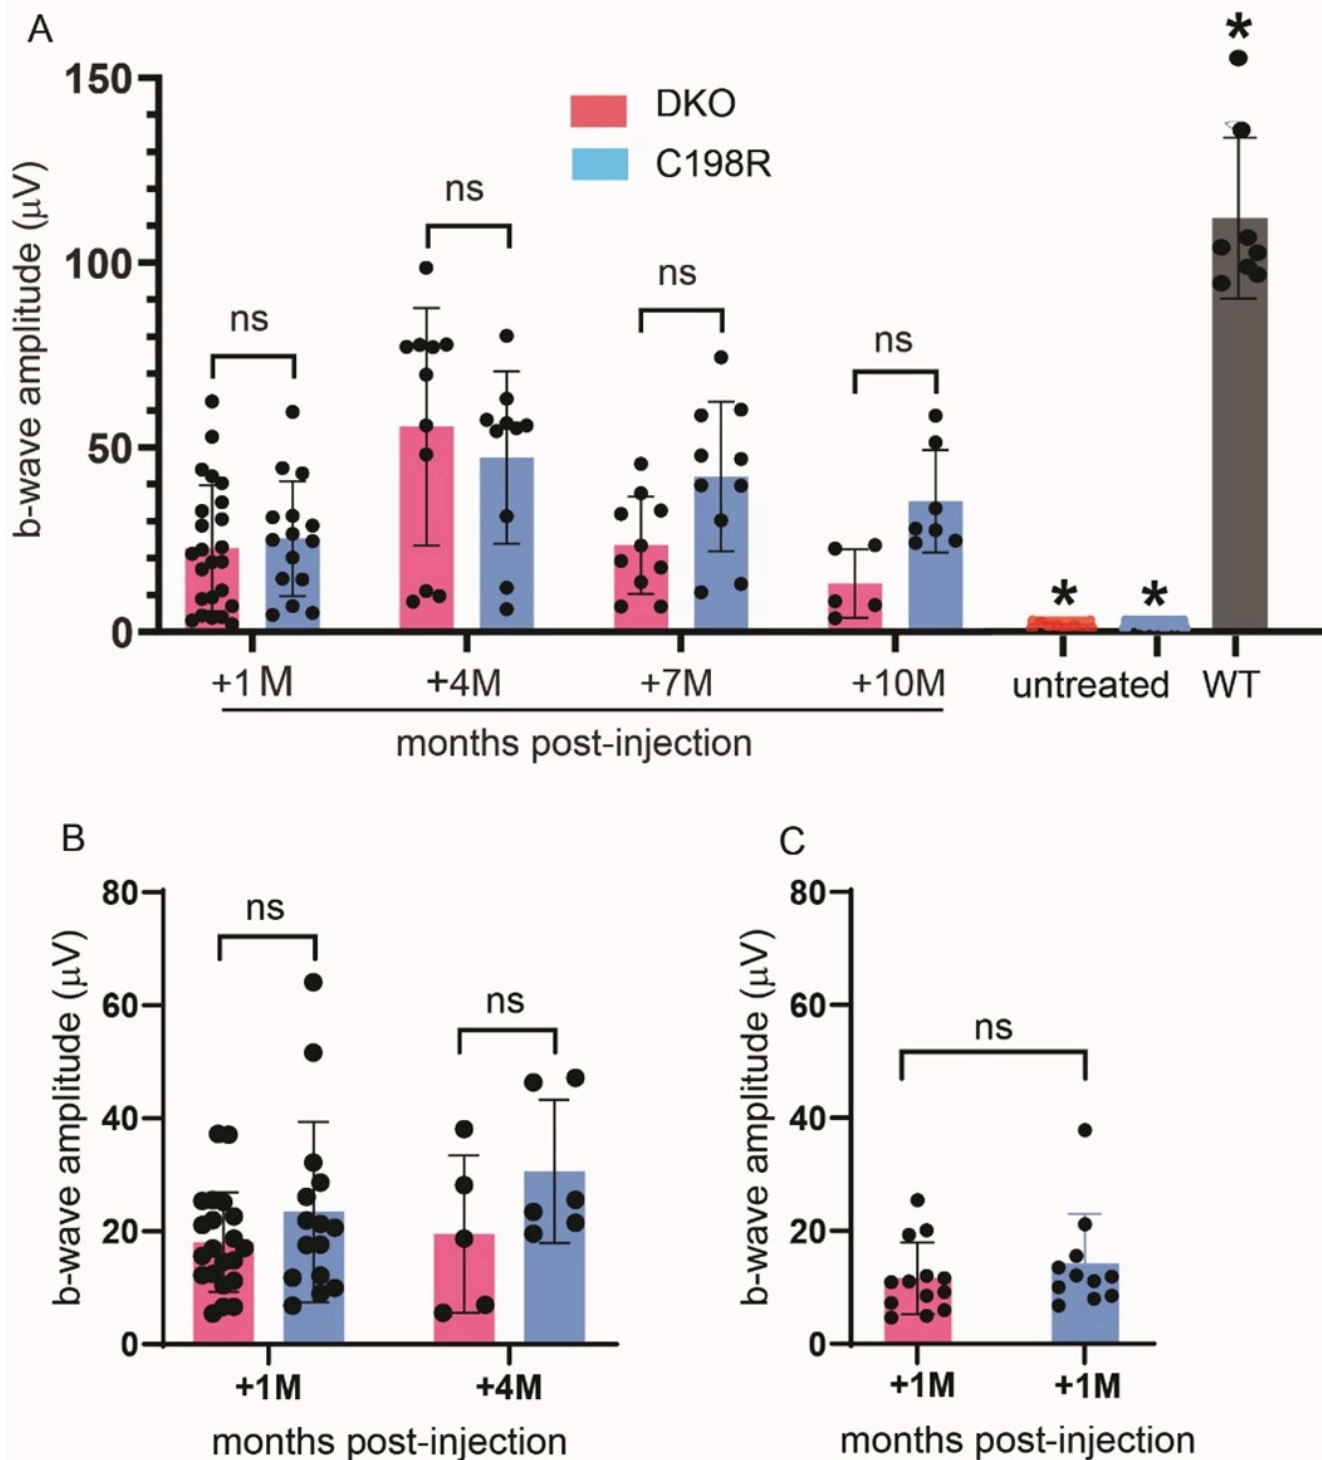 A
150
100
50
0
b-wave amplitude (μV)
DKO
C198R
ns
ns
ns
ns
*
*
*
+1M
+4M
+7M
+10M
untreated
WT
months post-injection
B
80
60
40
20
0
b-wave amplitude (μV)
ns
ns
+1M
+4M
months post-injection
C
80
60
40
20
0
b-wave amplitude (μV)
ns
+1M
+1M
months post-injection